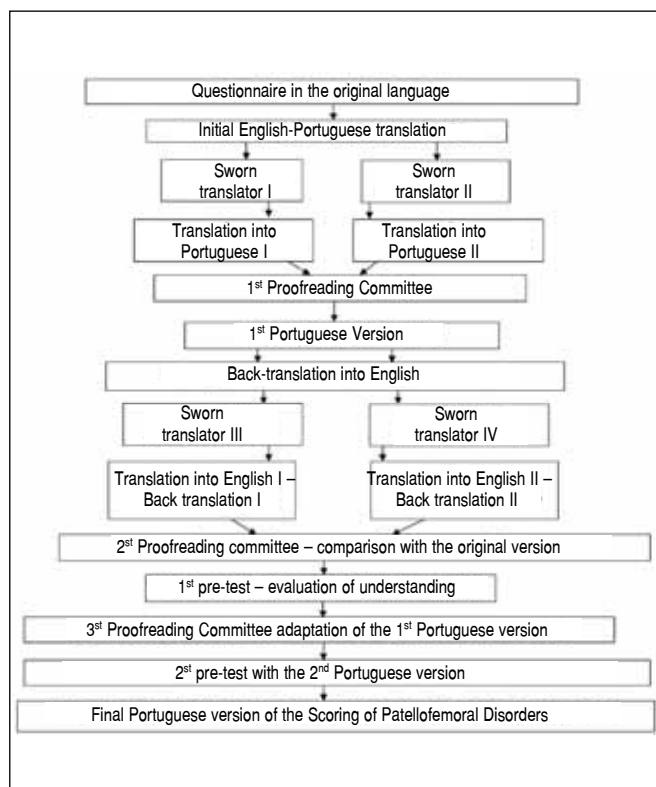 Questionnaire in the original language
Initial English-Portuguese translation
Sworn
translator I
Sworn
translator II
Translation into
Portuguese I
Translation into
Portuguese II
1st Proofreading Committee
1st Portuguese Version
Back-translation into English
Sworn
translator III
Sworn
translator IV
Translation into English I –
Back translation I
Translation into English II –
Back translation II
2st Proofreading committee – comparison with the original version
1st pre-test – evaluation of understanding
3st Proofreading Committee adaptation of the 1st Portuguese version
2st pre-test with the 2nd Portuguese version
Final Portuguese version of the Scoring of Patellofemoral Disorders